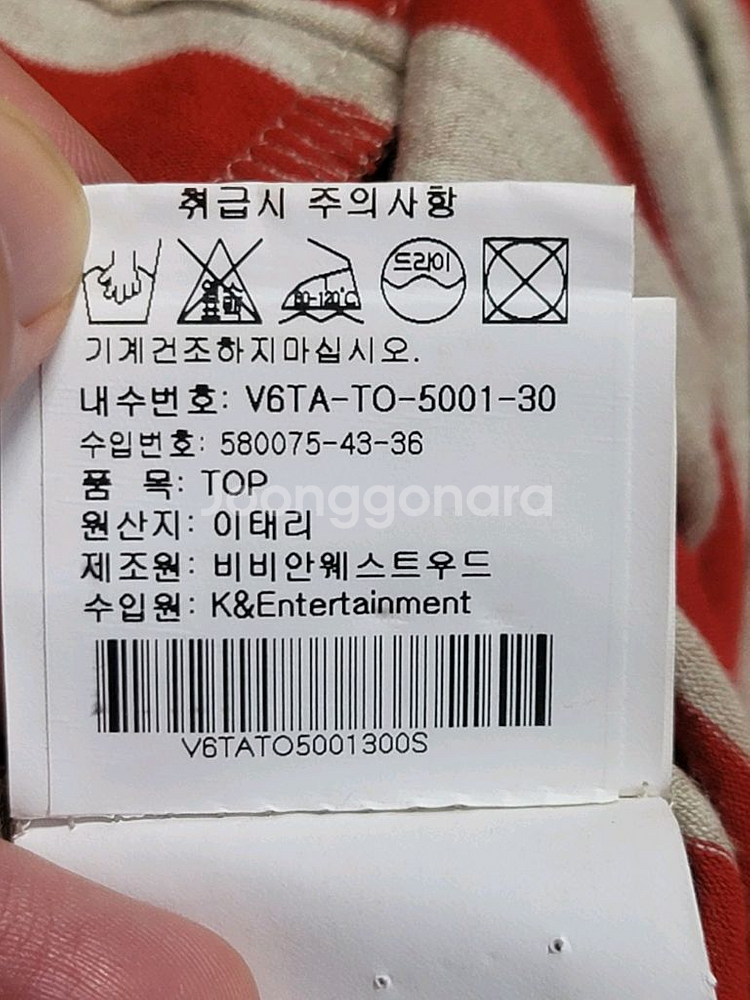 취급시 주의사항
80-120℃
드라이
기계건조하지마십시오.
내수번호: V6TA-TO-5001-30
수입번호: 580075-43-36
품 목: TOP
원산지: 이태리
제조원: 비비안웨스트우드
수입원: K&Entertainment
V6TATO5001300S
Joonggonara